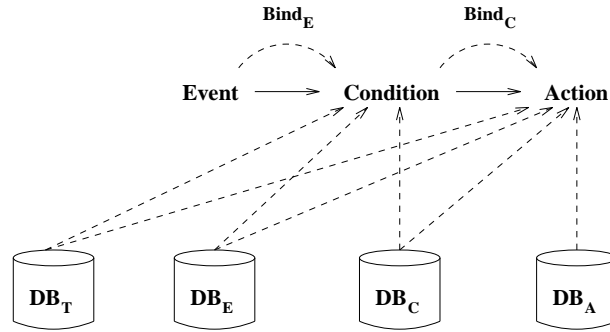 Bind_E Bind_C
Event Condition Action
DB_T DB_E DB_C DB_A